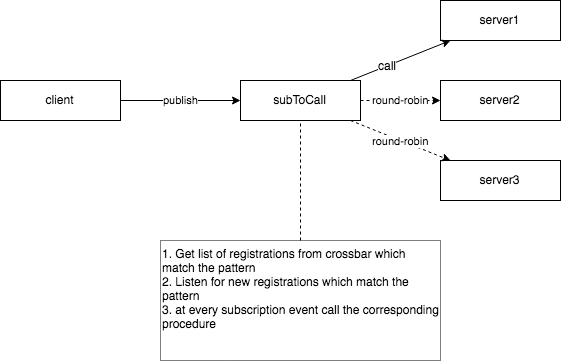 server1
call
client
publish
subToCall
round-robin
server2
round-robin
server3
1. Get list of registrations from crossbar which
match the pattern
2. Listen for new registrations which match the
pattern
3. at every subscription event call the corresponding
procedure